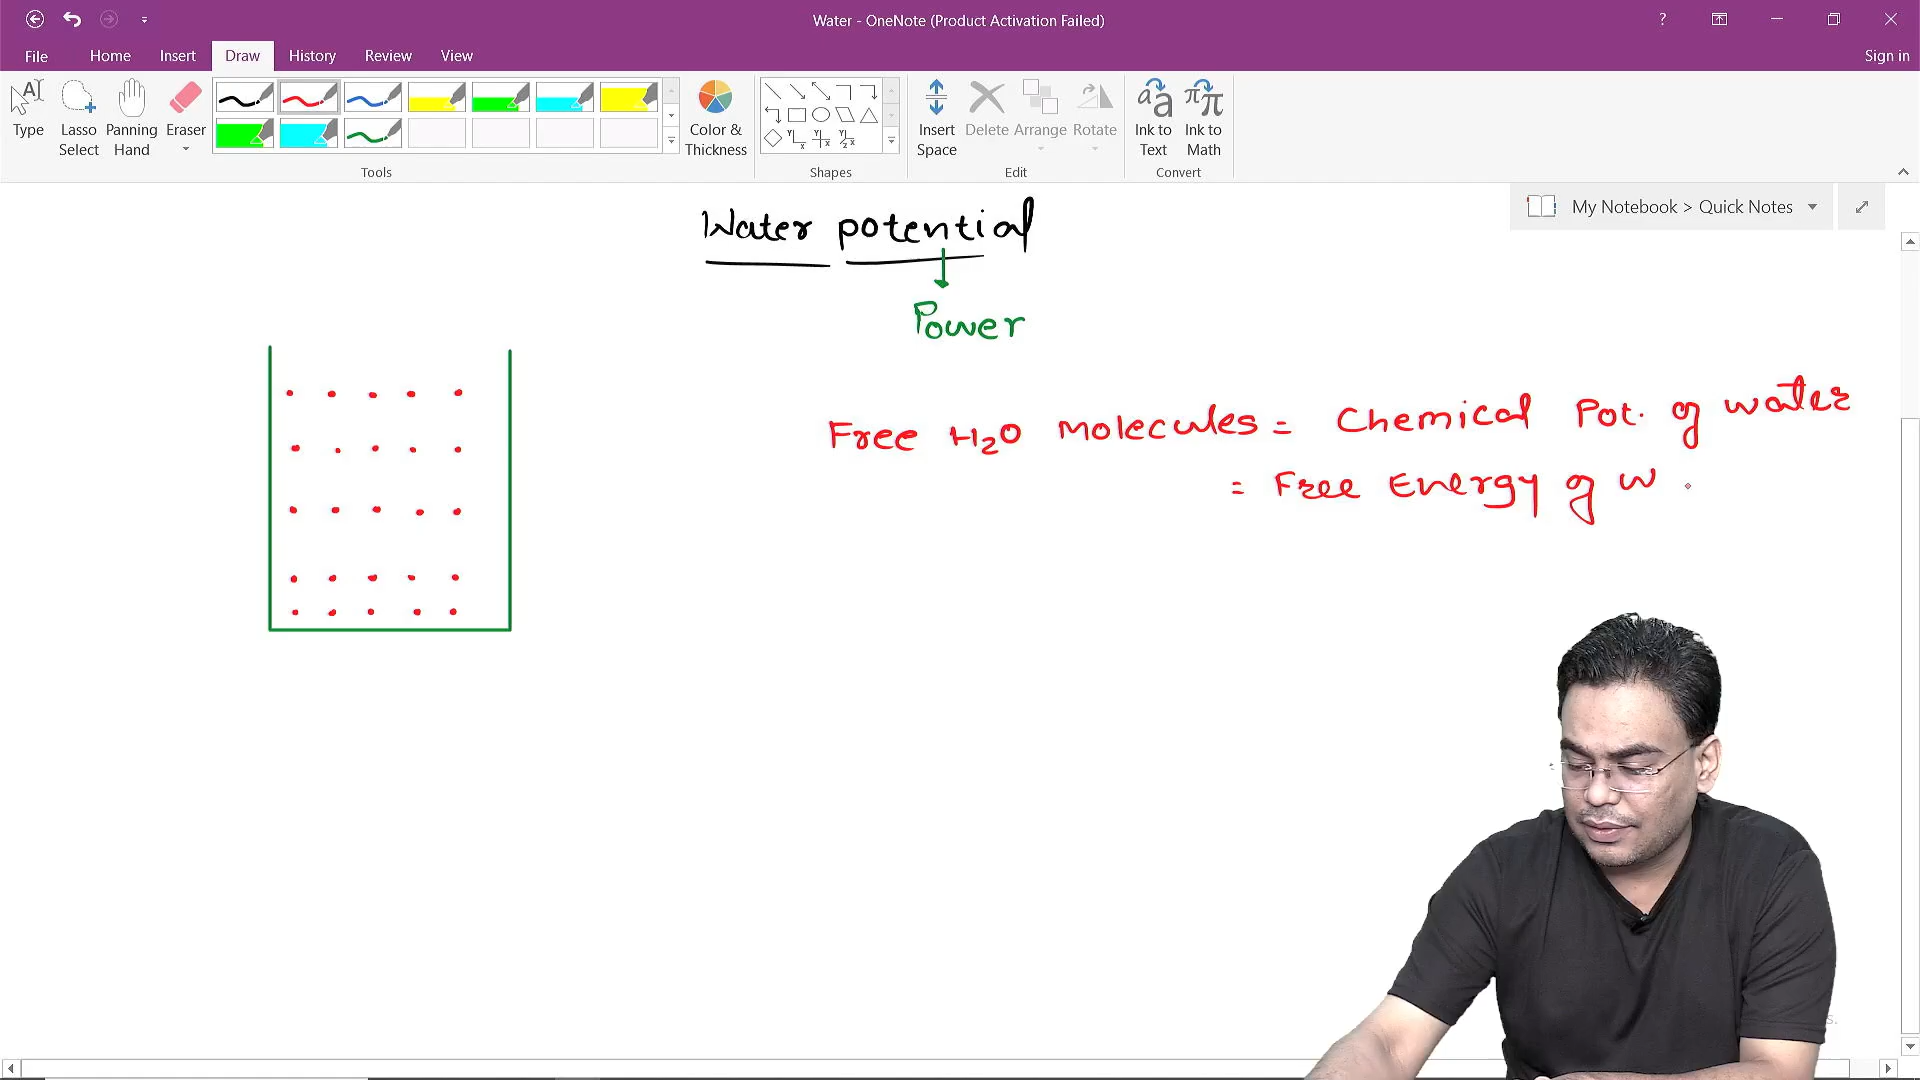 Water - OneNote (Product Activation Failed)
?
File Home Insert Draw History Review View
Sign in
Type
Lasso Select
Panning Hand
Eraser
Color & Thickness
Insert Space
Delete
Arrange
Rotate
Ink to Text
Ink to Math
Tools
Shapes
Edit
Convert
My Notebook > Quick Notes
Water potential
Power
Free H₂O Molecules = Chemical Pot. of water
= Free Energy of w